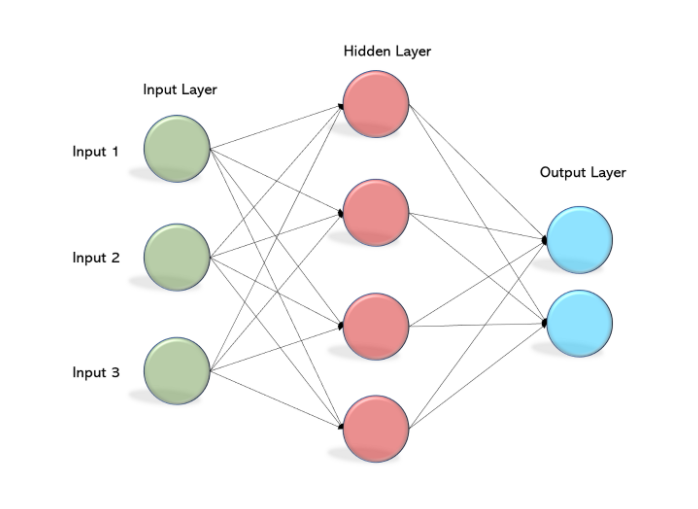 Hidden Layer
Input Layer
Input 1
Output Layer
Input 2
Input 3